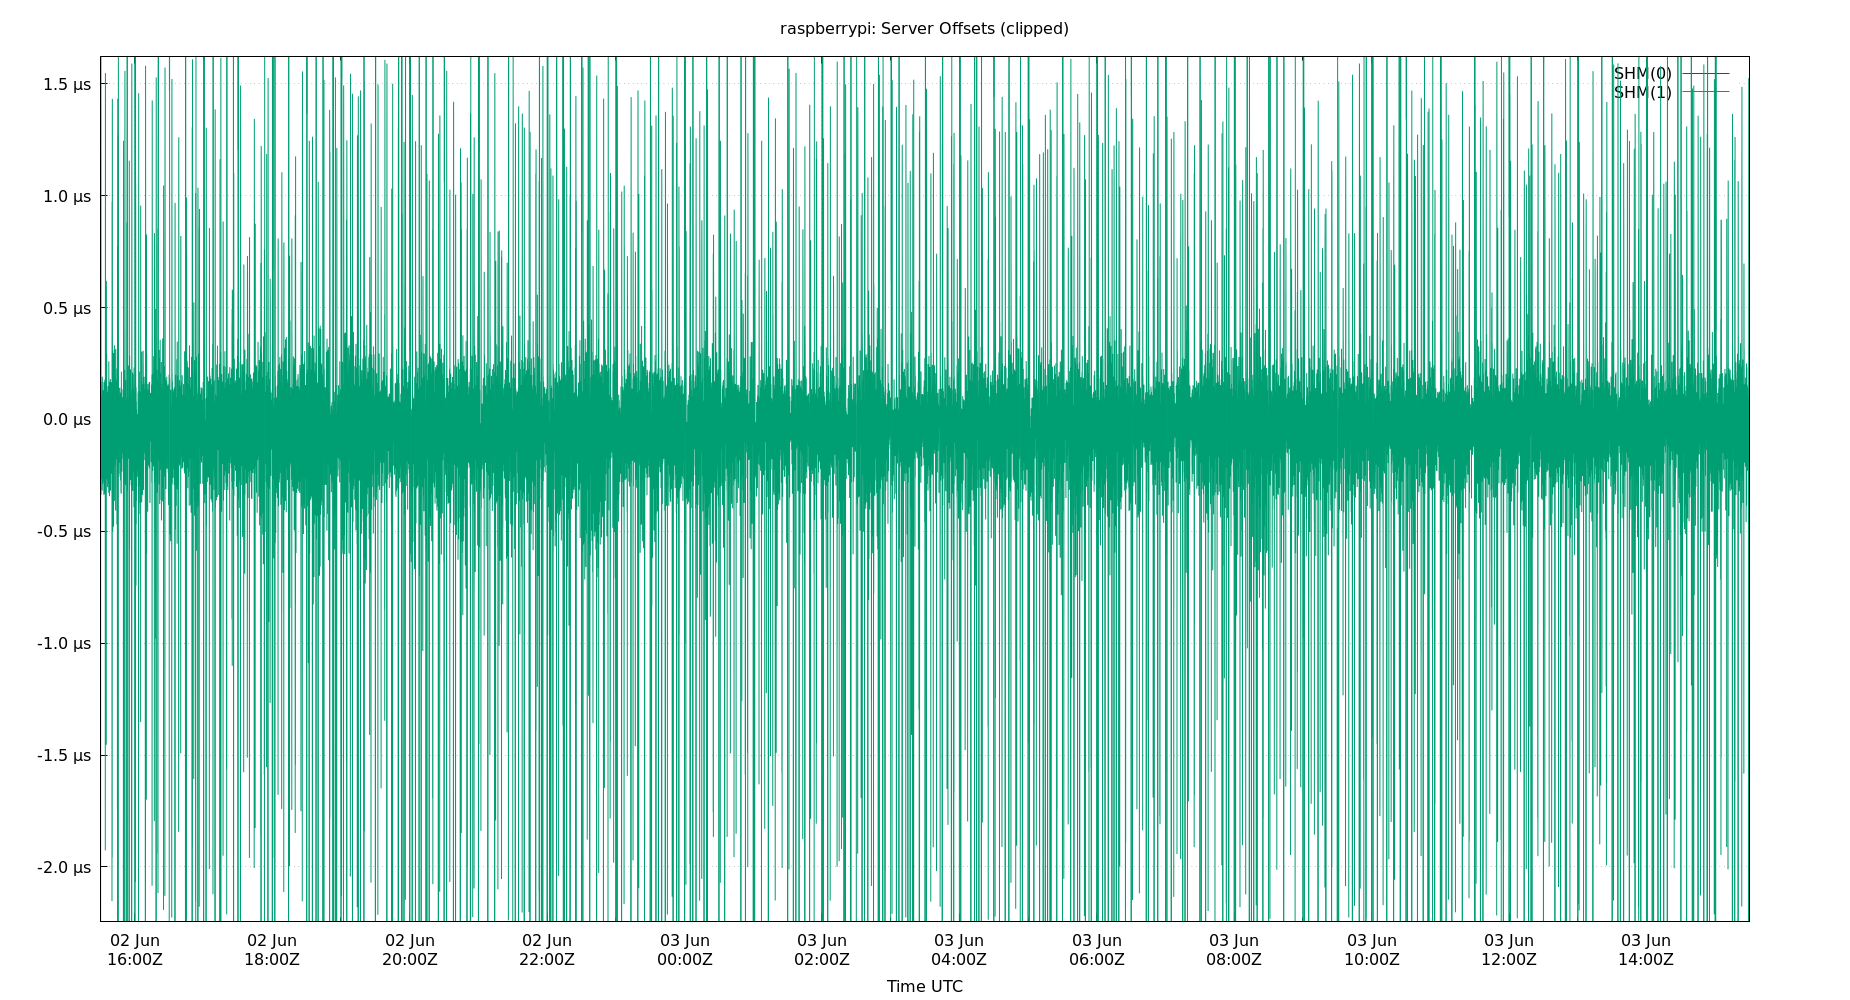 raspberrypi: Server Offsets (clipped)
SHM(0)
SHM(1)
1.5 µs
1.0 µs
0.5 µs
0.0 µs
-0.5 µs
-1.0 µs
-1.5 µs
-2.0 µs
02 Jun 02 Jun 02 Jun 02 Jun 03 Jun 03 Jun 03 Jun 03 Jun 03 Jun 03 Jun 03 Jun 03 Jun
16:00Z 18:00Z 20:00Z 22:00Z 00:00Z 02:00Z 04:00Z 06:00Z 08:00Z 10:00Z 12:00Z 14:00Z
Time UTC